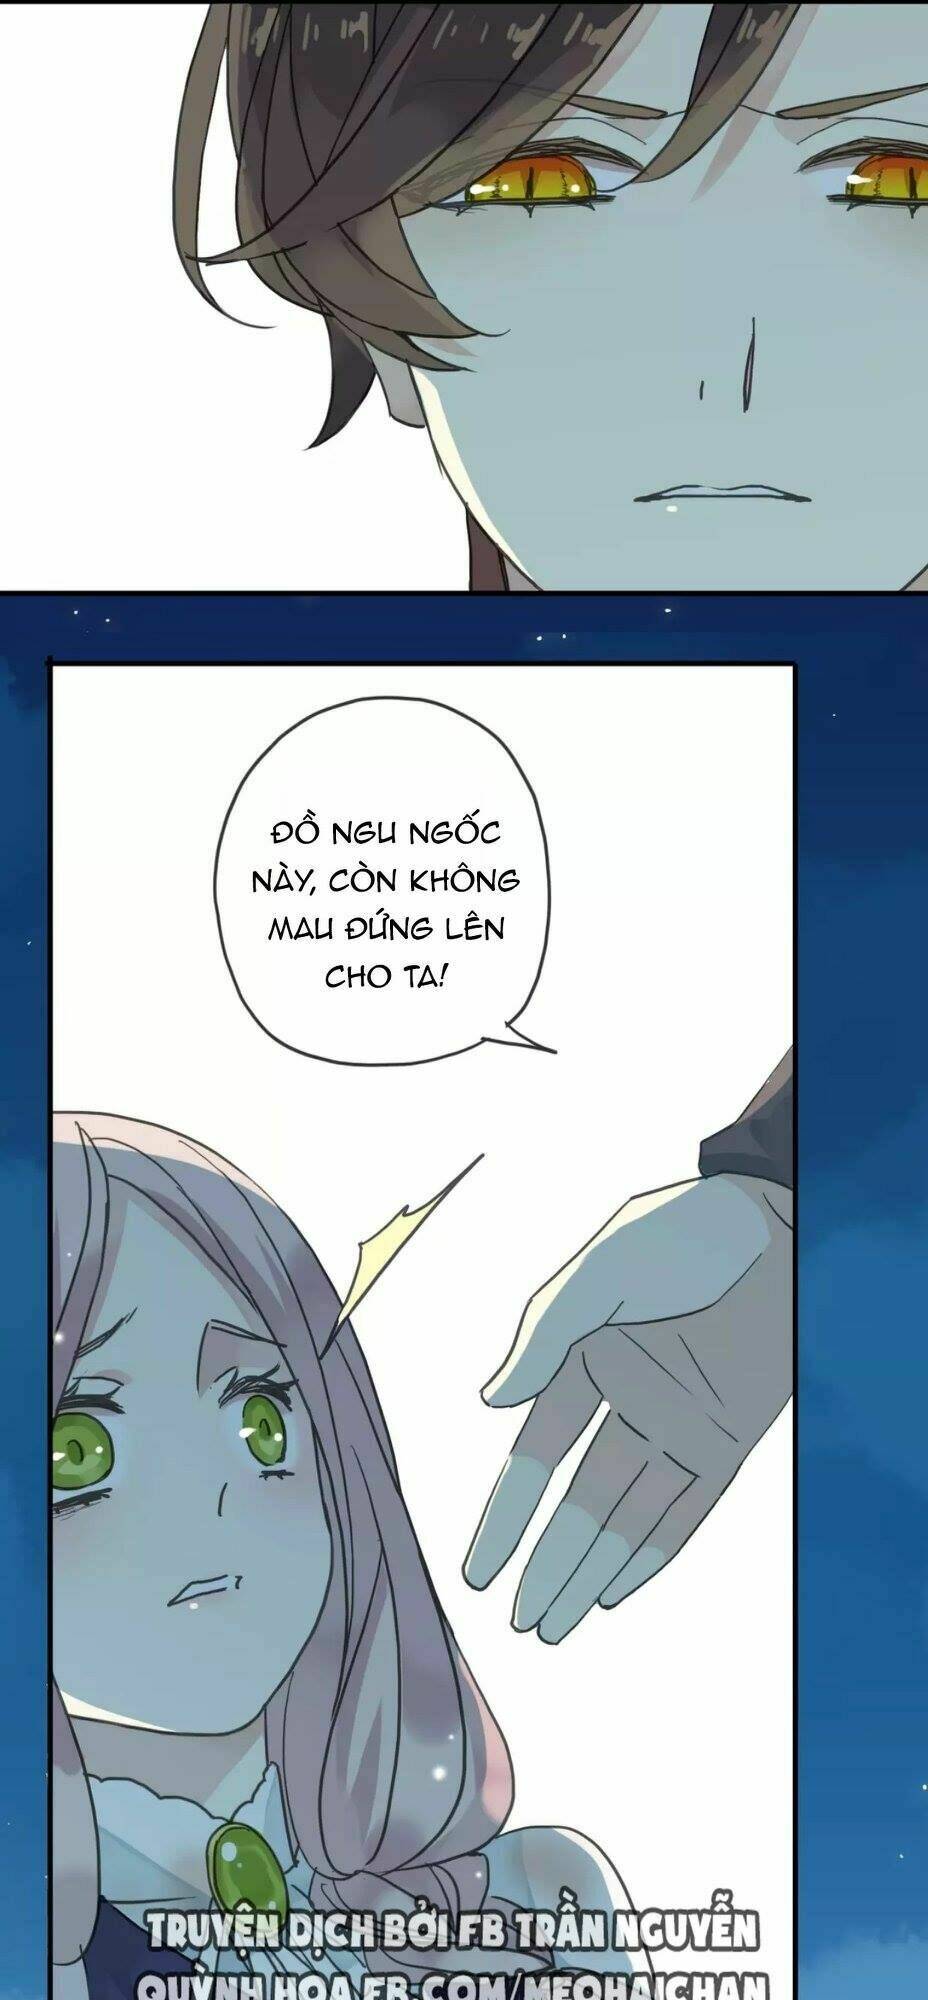 ĐỒ NGU NGỐC
NÀY, CÒN KHÔNG
MAU ĐỨNG LÊN
CHO TA!
TRUYỆN DỊCH BỞI FB TRẦN NGUYỄN
QUỲNH HOA FB.COM/MEOHAICHAN